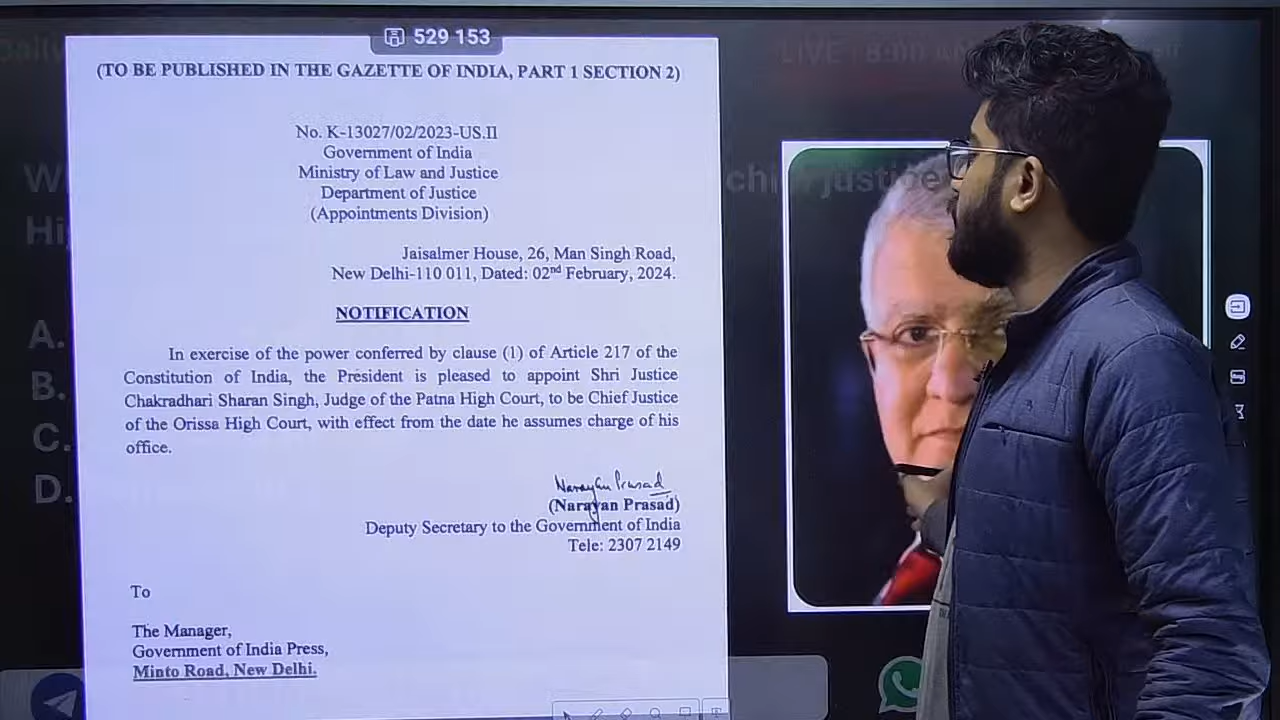 529 153
(TO BE PUBLISHED IN THE GAZETTE OF INDIA, PART 1 SECTION 2)
No. K-13027/02/2023-US.II
Government of India
Ministry of Law and Justice
Department of Justice
(Appointments Division)
Jaisalmer House, 26, Man Singh Road,
New Delhi-110 011, Dated: 02nd February, 2024.
NOTIFICATION
In exercise of the power conferred by clause (1) of Article 217 of the
Constitution of India, the President is pleased to appoint Shri Justice
Chakradhari Sharan Singh, Judge of the Patna High Court, to be Chief Justice
of the Orissa High Court, with effect from the date he assumes charge of his
office.
Narayan Prasad
(Narayan Prasad)
Deputy Secretary to the Government of India
Tele: 2307 2149
To
The Manager,
Government of India Press,
Minto Road, New Delhi.
LIVE : 8:00
justice
A.
B.
C.
D.